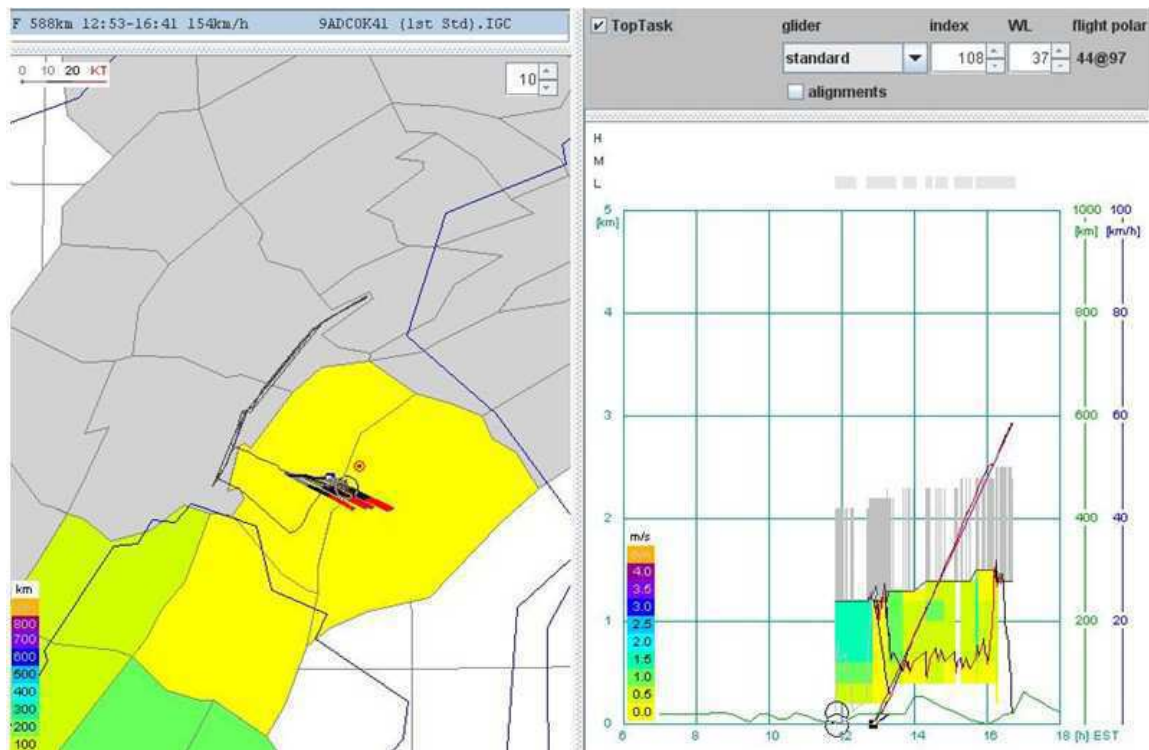 F 588km 12:53-16:41 154km/h 9ADC0K41 (1st Std).IGC
0 10 20 KT
10
km
800
700
600
500
400
300
200
100
TopTask glider index WL flight polar
standard 108 37 44@97
alignments
H
M
L
5 1000 100
[km] [km] [km/h]
4 800 80
3 600 60
2 400 40
m/s
4.0
3.5
3.0
2.5
2.0
1.5
1.0
0.5
0.0
1 200 20
0 0 0
6 8 10 12 14 16 18 [h] EST